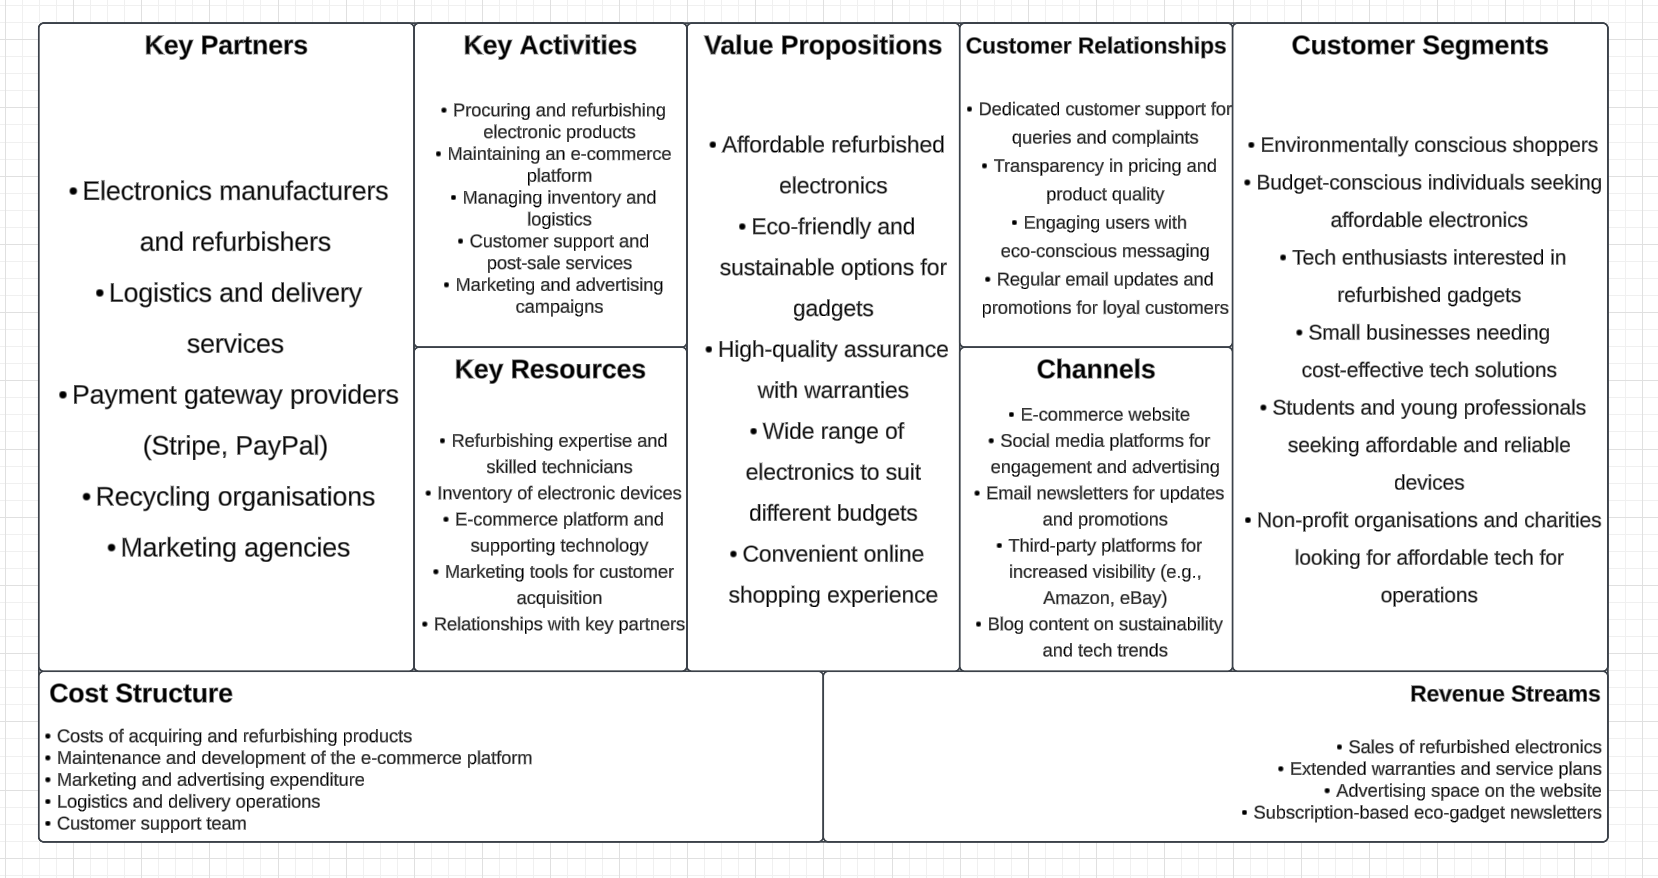 Key Partners
• Electronics manufacturers
and refurbishers
• Logistics and delivery
services
• Payment gateway providers
(Stripe, PayPal)
• Recycling organisations
• Marketing agencies
Key Activities
• Procuring and refurbishing
electronic products
• Maintaining an e-commerce
platform
• Managing inventory and
logistics
• Customer support and
post-sale services
• Marketing and advertising
campaigns
Key Resources
• Refurbishing expertise and
skilled technicians
• Inventory of electronic devices
• E-commerce platform and
supporting technology
• Marketing tools for customer
acquisition
• Relationships with key partners
Value Propositions
• Affordable refurbished
electronics
• Eco-friendly and
sustainable options for
gadgets
• High-quality assurance
with warranties
• Wide range of
electronics to suit
different budgets
• Convenient online
shopping experience
Customer Relationships
• Dedicated customer support for
queries and complaints
• Transparency in pricing and
product quality
• Engaging users with
eco-conscious messaging
• Regular email updates and
promotions for loyal customers
Channels
• E-commerce website
• Social media platforms for
engagement and advertising
• Email newsletters for updates
and promotions
• Third-party platforms for
increased visibility (e.g.,
Amazon, eBay)
• Blog content on sustainability
and tech trends
Customer Segments
• Environmentally conscious shoppers
• Budget-conscious individuals seeking
affordable electronics
• Tech enthusiasts interested in
refurbished gadgets
• Small businesses needing
cost-effective tech solutions
• Students and young professionals
seeking affordable and reliable
devices
• Non-profit organisations and charities
looking for affordable tech for
operations
Cost Structure
• Costs of acquiring and refurbishing products
• Maintenance and development of the e-commerce platform
• Marketing and advertising expenditure
• Logistics and delivery operations
• Customer support team
Revenue Streams
• Sales of refurbished electronics
• Extended warranties and service plans
• Advertising space on the website
• Subscription-based eco-gadget newsletters